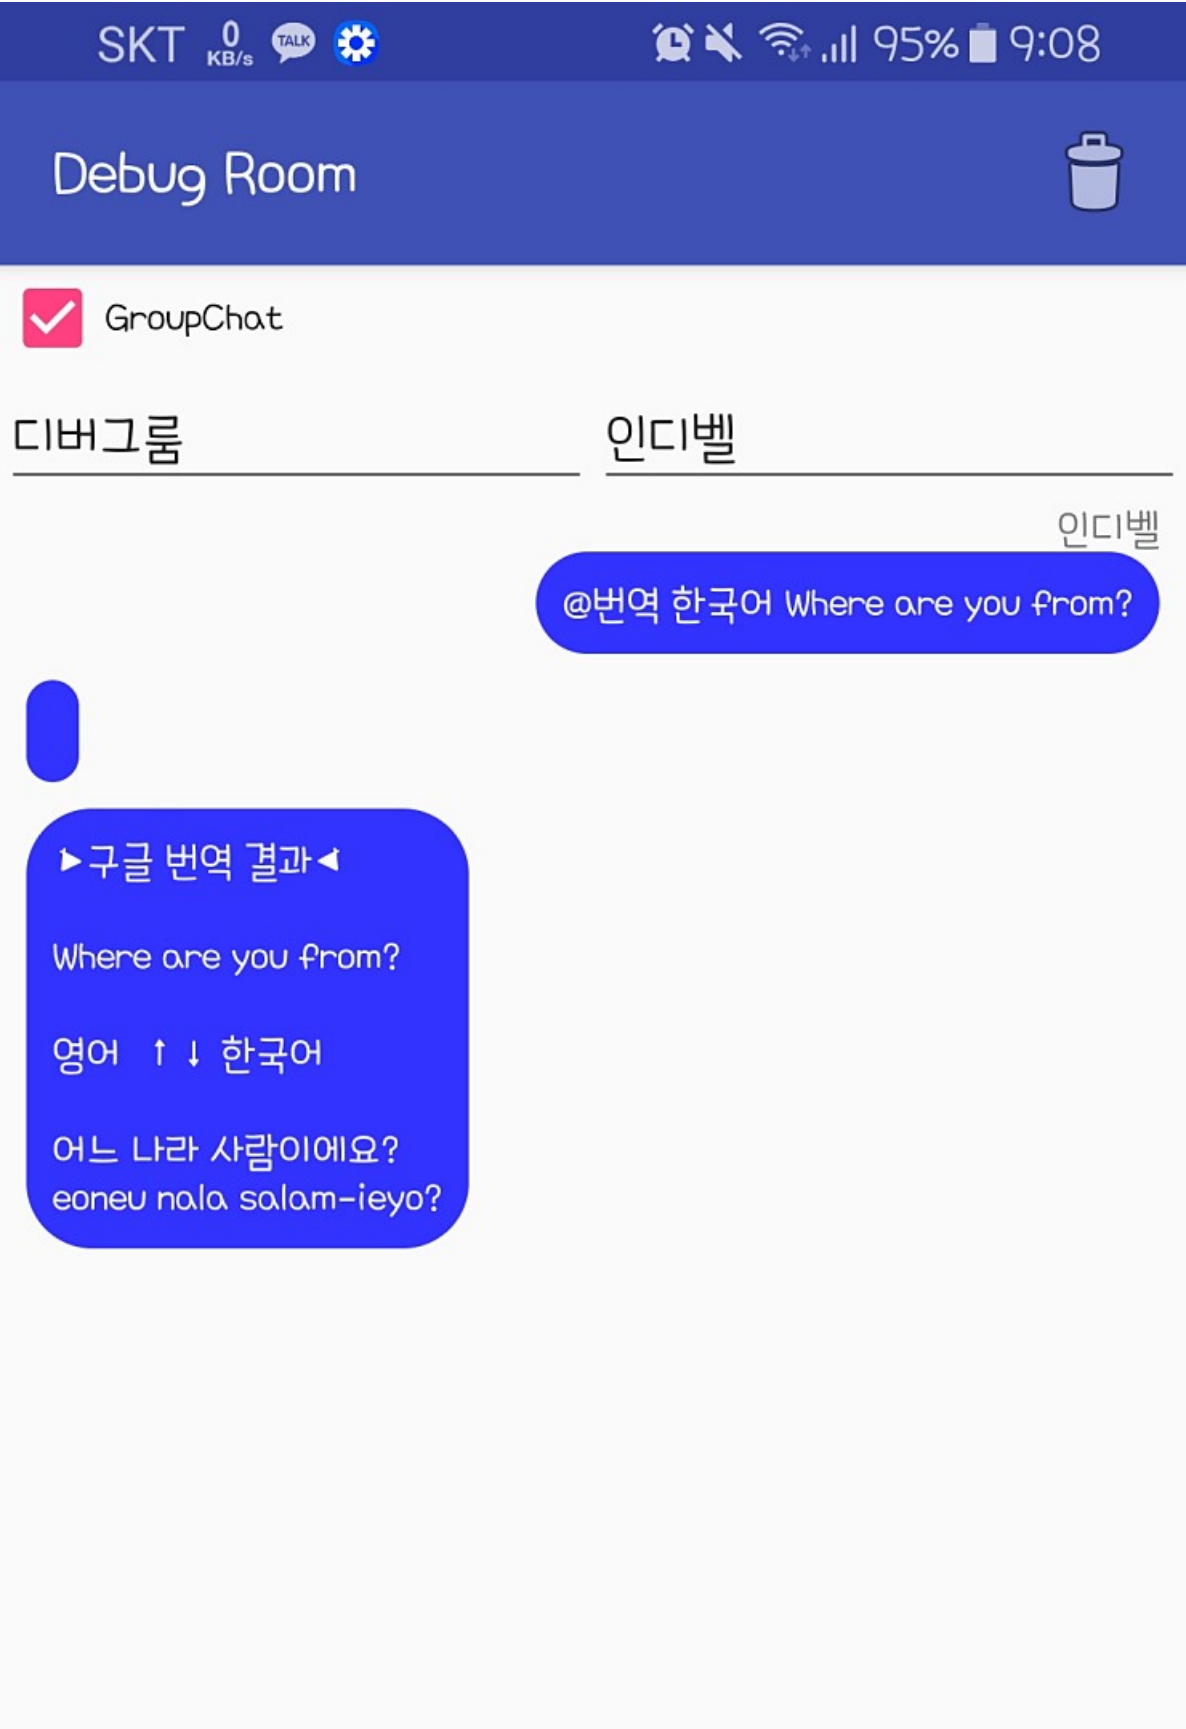 SKT 0 KB/s TALK 95% 9:08
Debug Room
GroupChat
디버그룸 인디벨
인디벨
@번역 한국어 Where are you from?
▶구글 번역 결과◀
Where are you from?
영어 ↑↓ 한국어
어느 나라 사람이에요?
eoneu nala salam-ieyo?